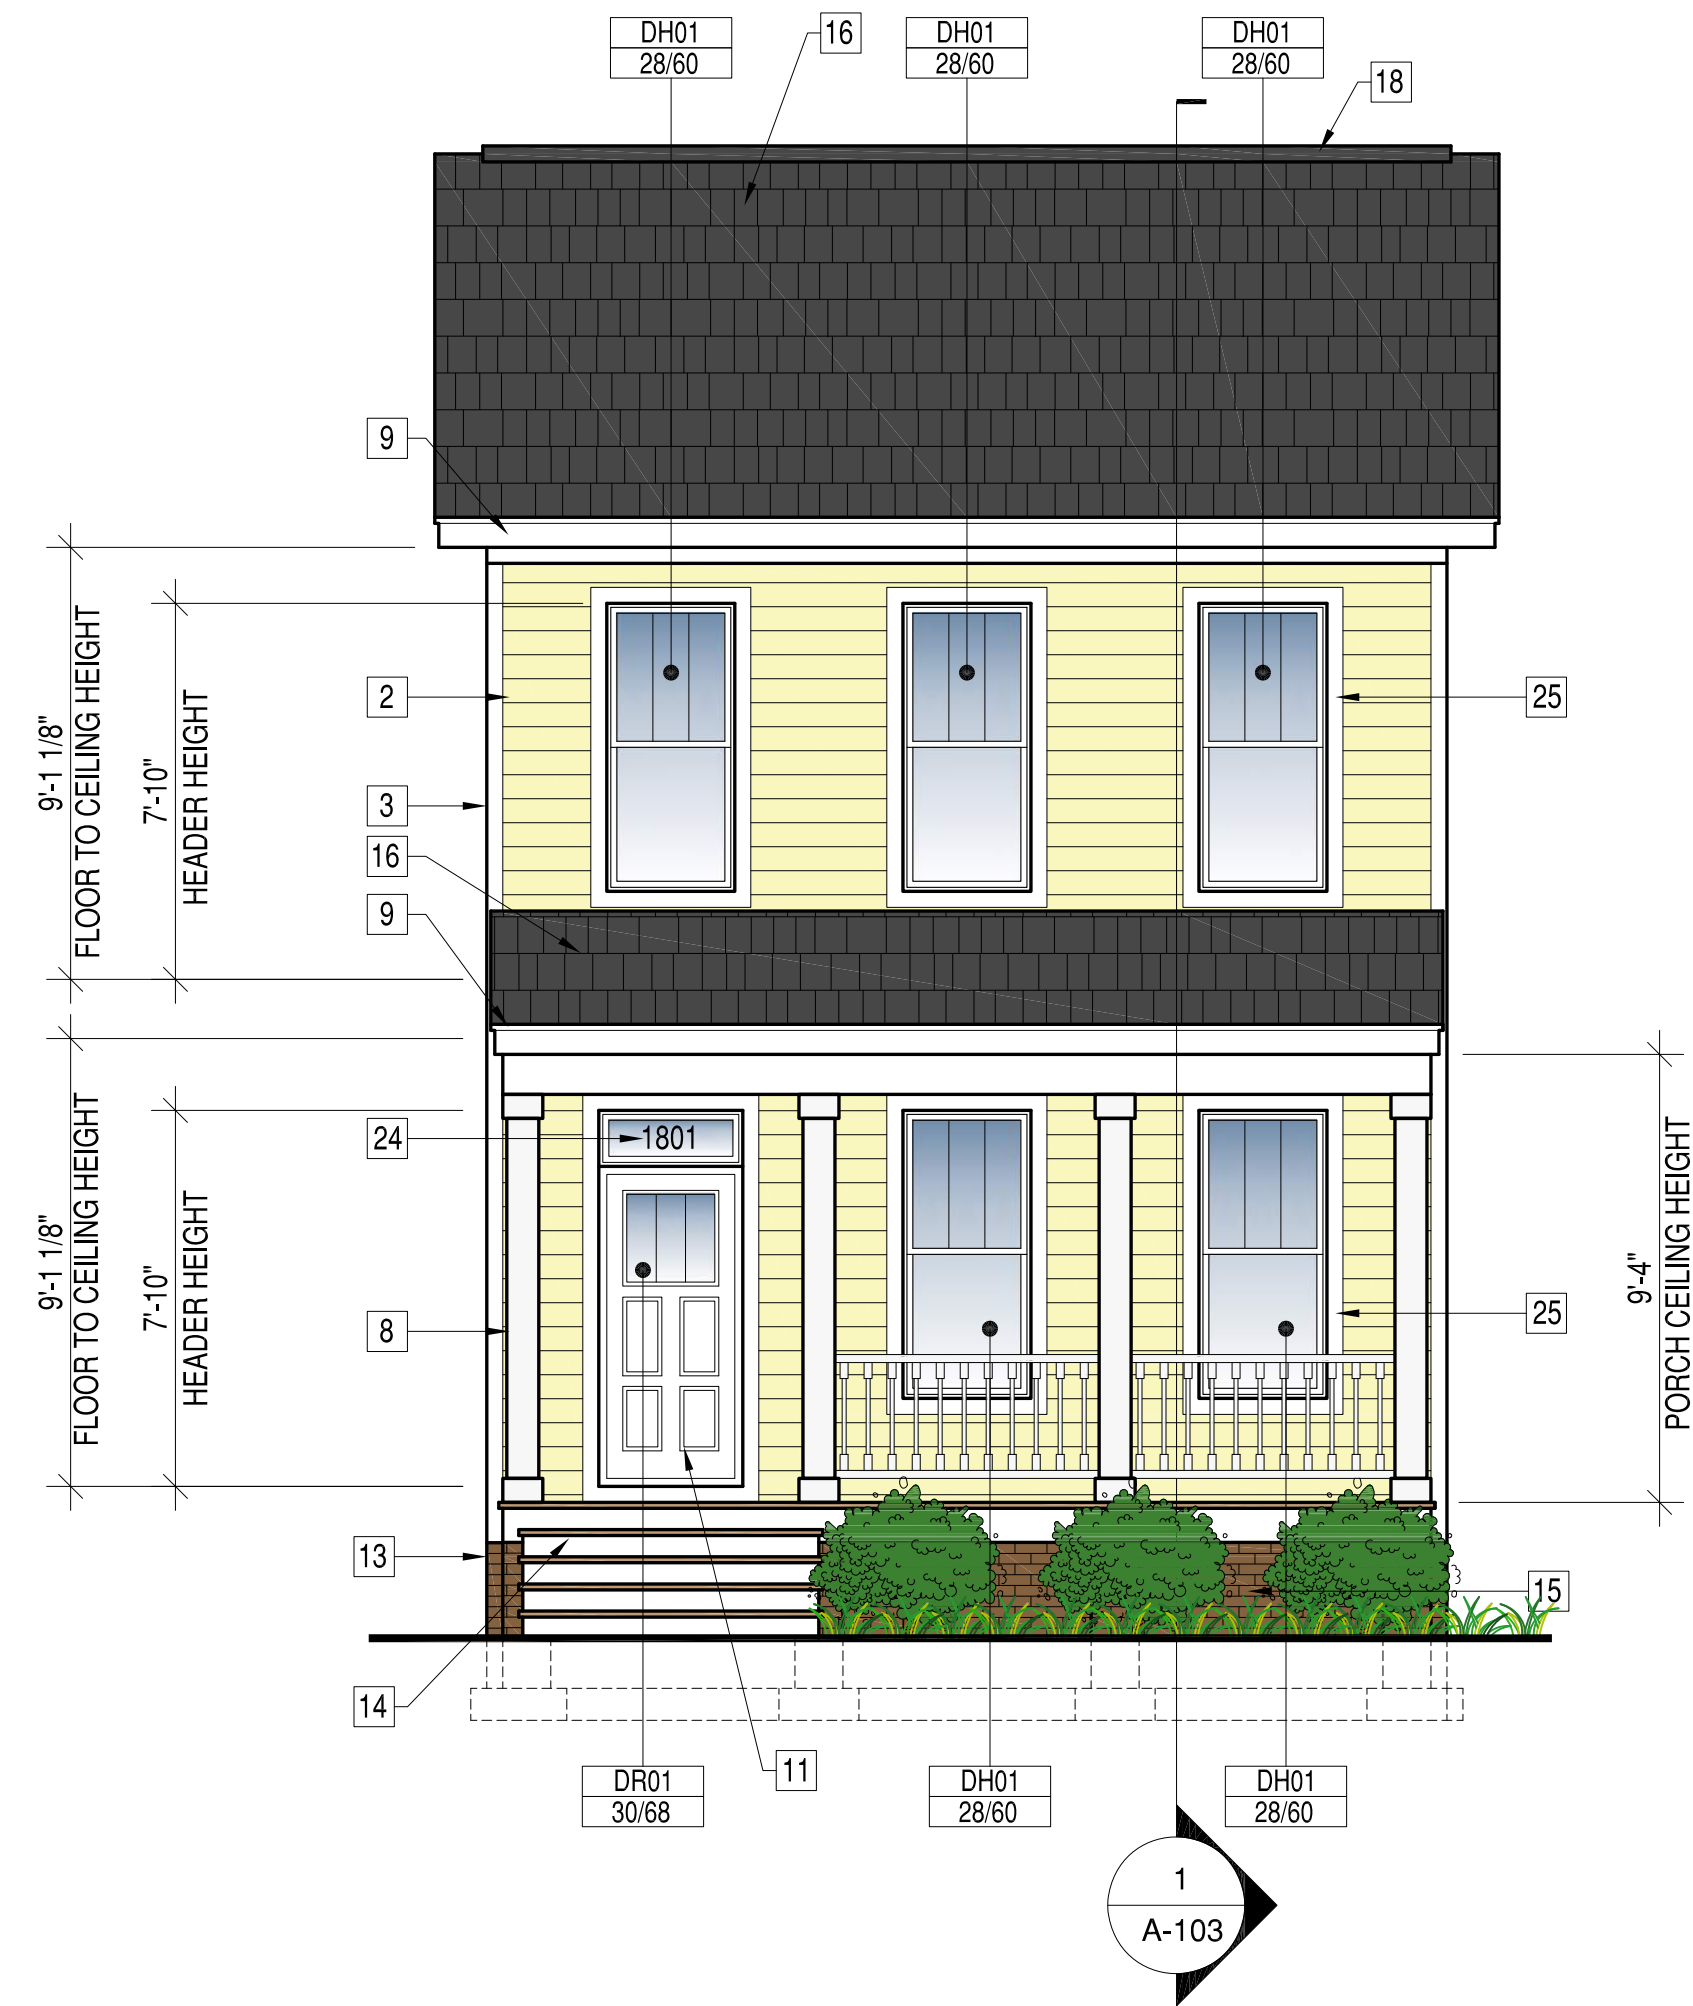 DH01
28/60
16
DH01
28/60
DH01
28/60
18
9
9'-1 1/8"
FLOOR TO CEILING HEIGHT
7'-10"
HEADER HEIGHT
2
25
3
16
9
9'-1 1/8"
FLOOR TO CEILING HEIGHT
7'-10"
HEADER HEIGHT
24
1801
9'-4"
PORCH CEILING HEIGHT
8
25
13
15
14
11
DR01
30/68
DH01
28/60
DH01
28/60
1
A-103